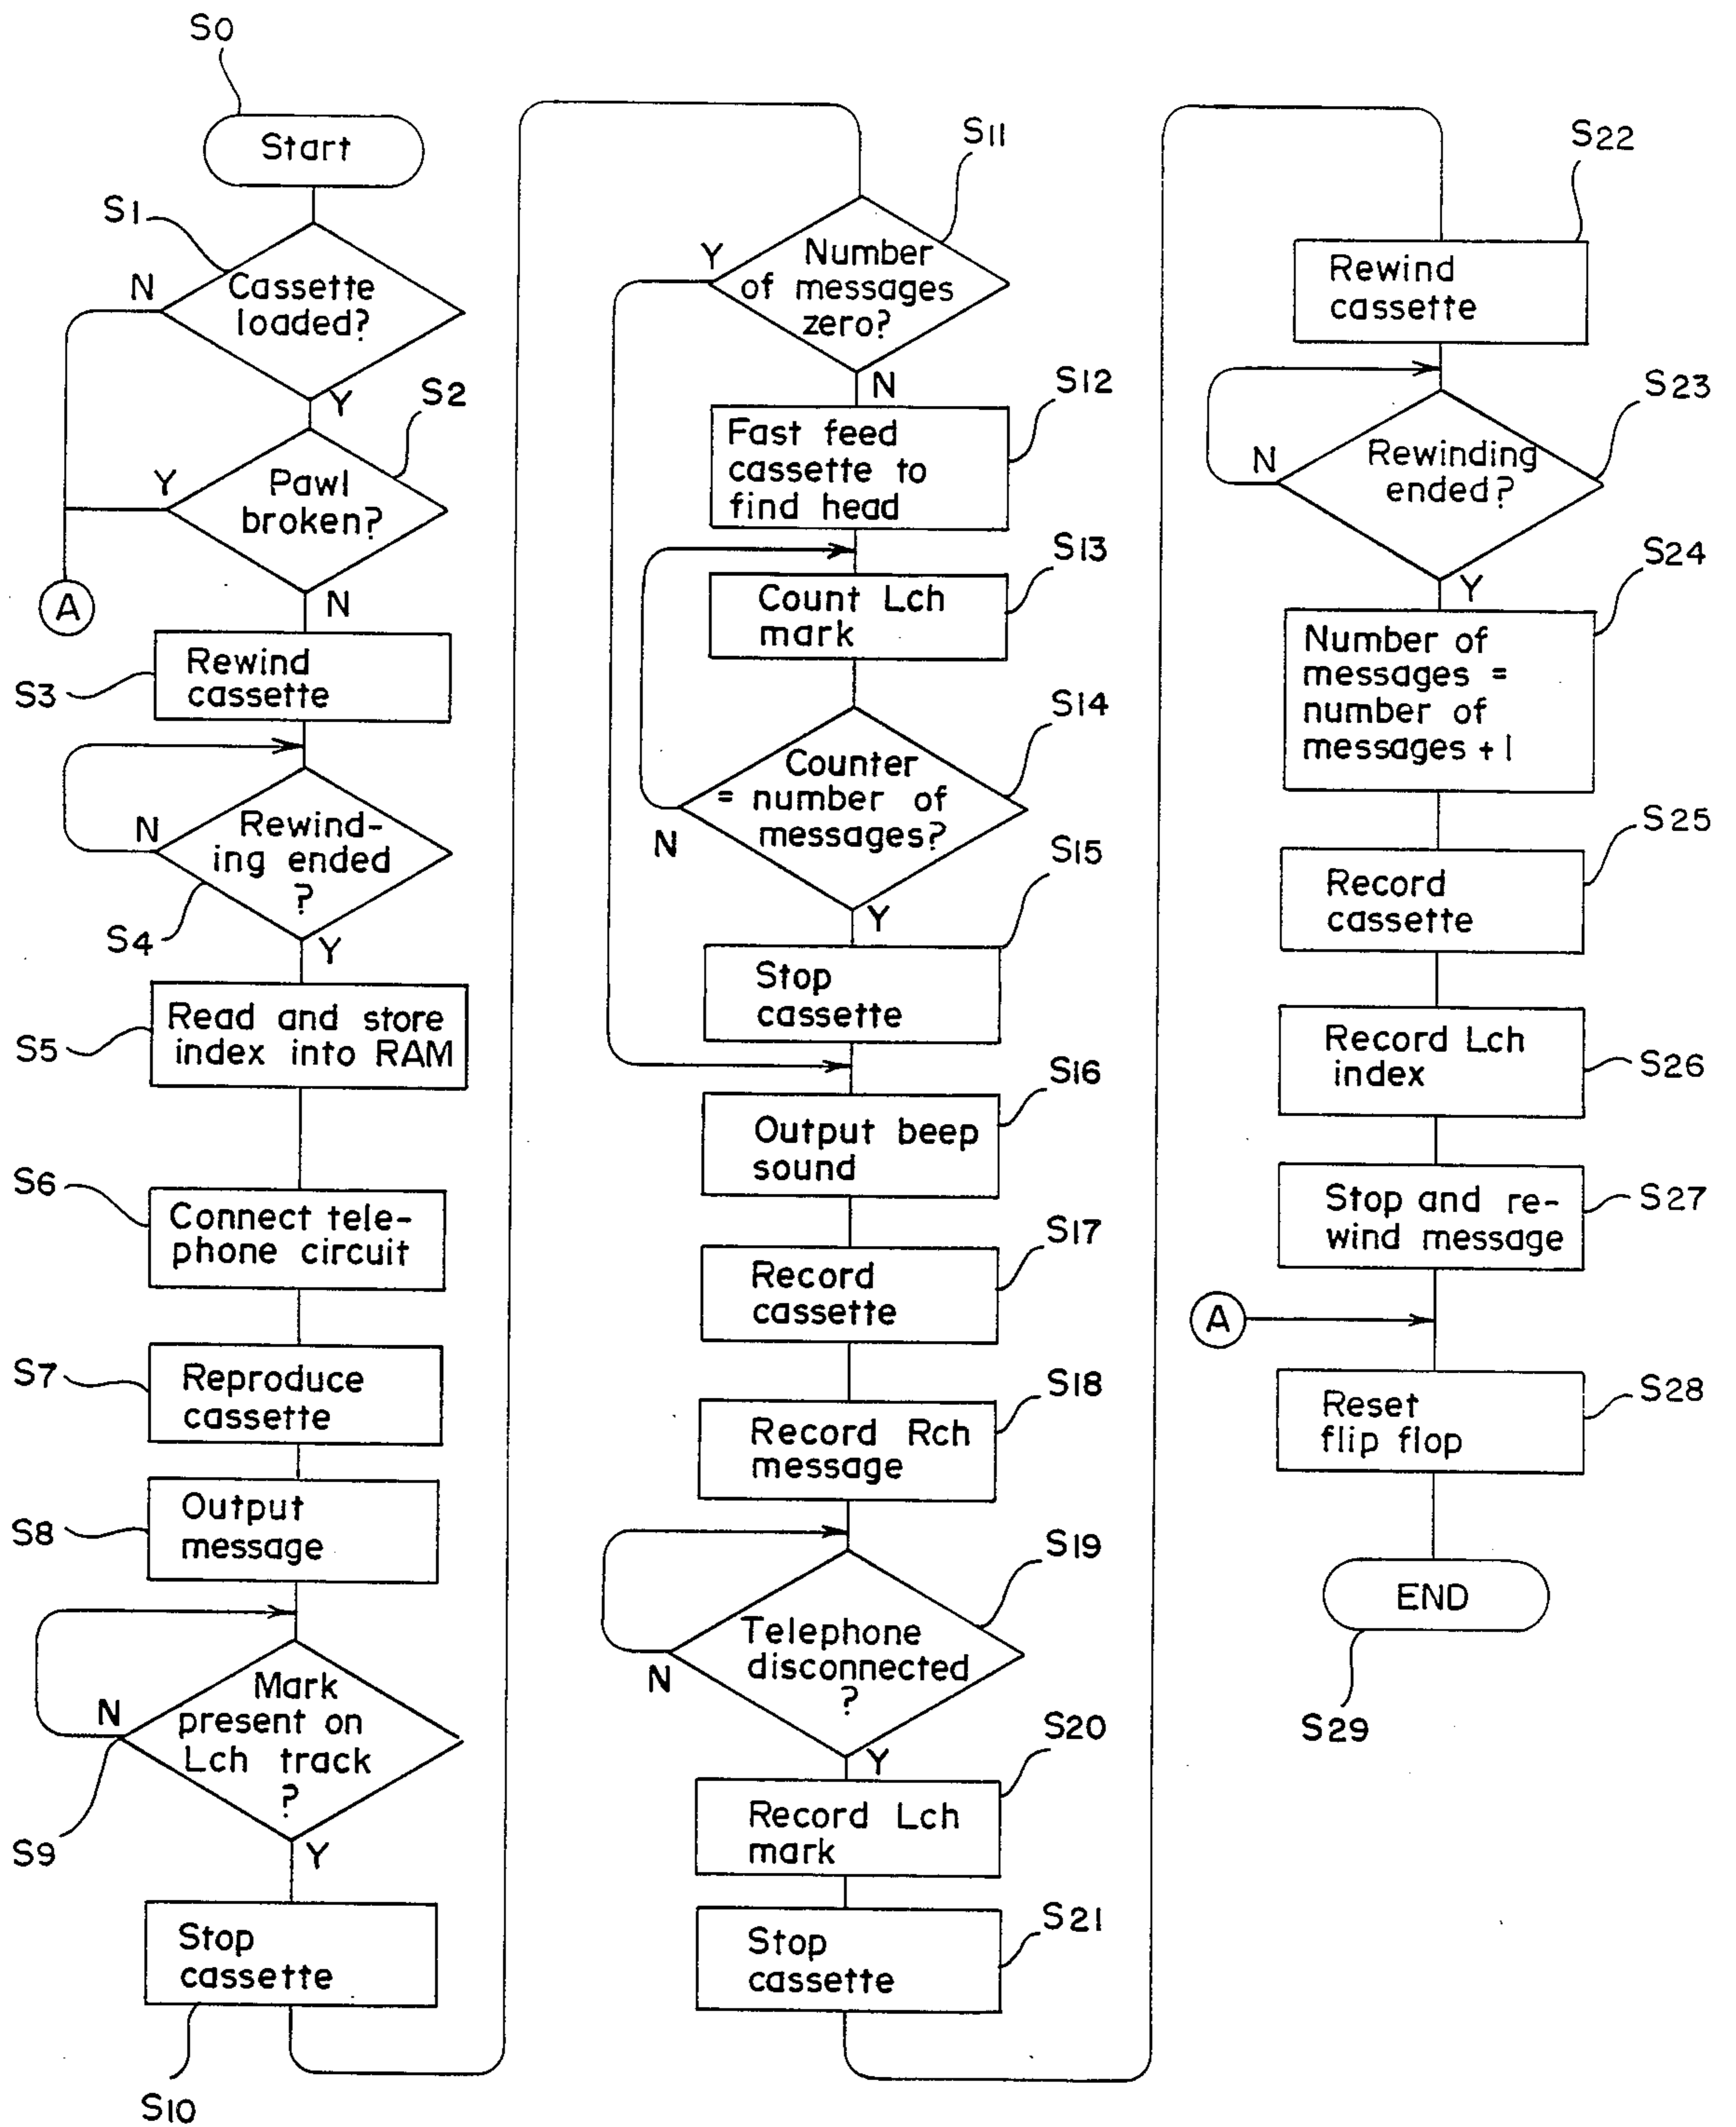 S0
Start
S1
N
Cassette
loaded?
Y
S2
Y
Pawl
broken?
A
N
Rewind
cassette
S3
Rewind-
ing ended
?
N
S4
Y
Read and store
index into RAM
S5
S6
Connect tele-
phone circuit
S7
Reproduce
cassette
Output
message
S8
Mark
present on
Lch track
?
N
S9
Y
Stop
cassette
S10
S11
Y
Number
of messages
zero?
N
S12
Fast feed
cassette to
find head
S13
Count Lch
mark
S14
Counter
= number of
messages?
N
S15
Y
Stop
cassette
S16
Output beep
sound
S17
Record
cassette
S18
Record Rch
message
S19
Telephone
disconnected
?
N
S20
Y
Record Lch
mark
S21
Stop
cassette
S22
Rewind
cassette
S23
Rewinding
ended?
N
S24
Y
Number of
messages =
number of
messages +1
S25
Record
cassette
Record Lch
index
S26
Stop and re-
wind message
S27
A
Reset
flip flop
S28
END
S29